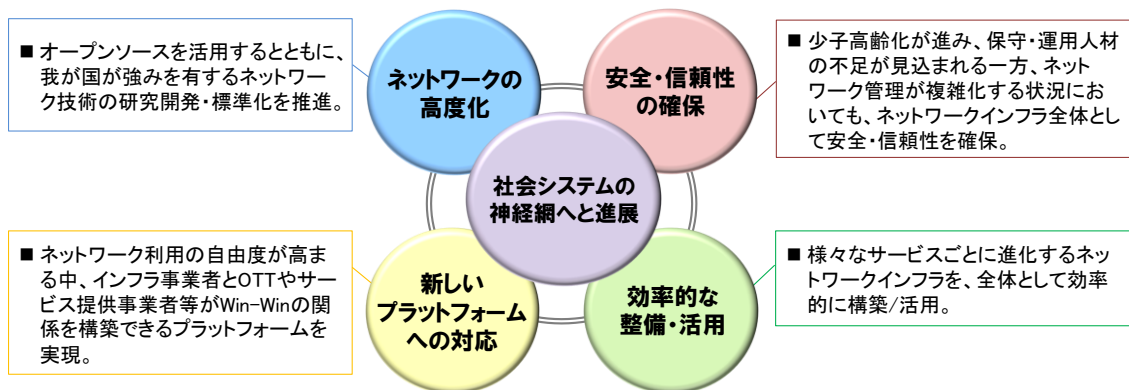 ■ オープンソースを活用するとともに、
我が国が強みを有するネットワー
ク技術の研究開発・標準化を推進。
ネットワークの
高度化
安全・信頼性
の確保
■ 少子高齢化が進み、保守・運用人材
の不足が見込まれる一方、ネット
ワーク管理が複雑化する状況にお
いても、ネットワークインフラ全体とし
て安全・信頼性を確保。
社会システムの
神経網へと進展
■ ネットワーク利用の自由度が高ま
る中、インフラ事業者とOTTやサー
ビス提供事業者等がWin-Winの関
係を構築できるプラットフォームを
実現。
新しい
プラットフォーム
への対応
効率的な
整備・活用
■ 様々なサービスごとに進化するネッ
トワークインフラを、全体として効率
的に構築/活用。